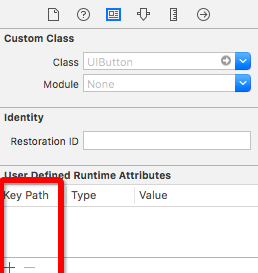 Custom Class
Class UIButton
Module None
Identity
Restoration ID
User Defined Runtime Attributes
Key Path Type Value